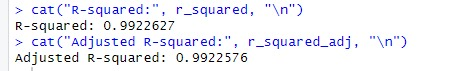 > cat("R-squared:", r_squared, "\n")
R-squared: 0.9922627
> cat("Adjusted R-squared:", r_squared_adj, "\n")
Adjusted R-squared: 0.9922576